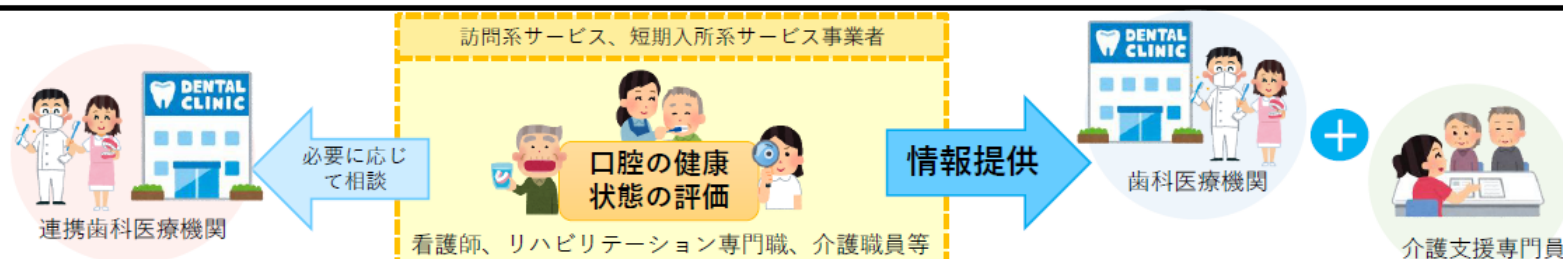 訪問系サービス、短期入所系サービス事業者
DENTAL
CLINIC
必要に応じ
て相談
連携歯科医療機関
口腔の健康
状態の評価
看護師、リハビリテーション専門職、介護職員等
情報提供
DENTAL
CLINIC
歯科医療機関
+
介護支援専門員